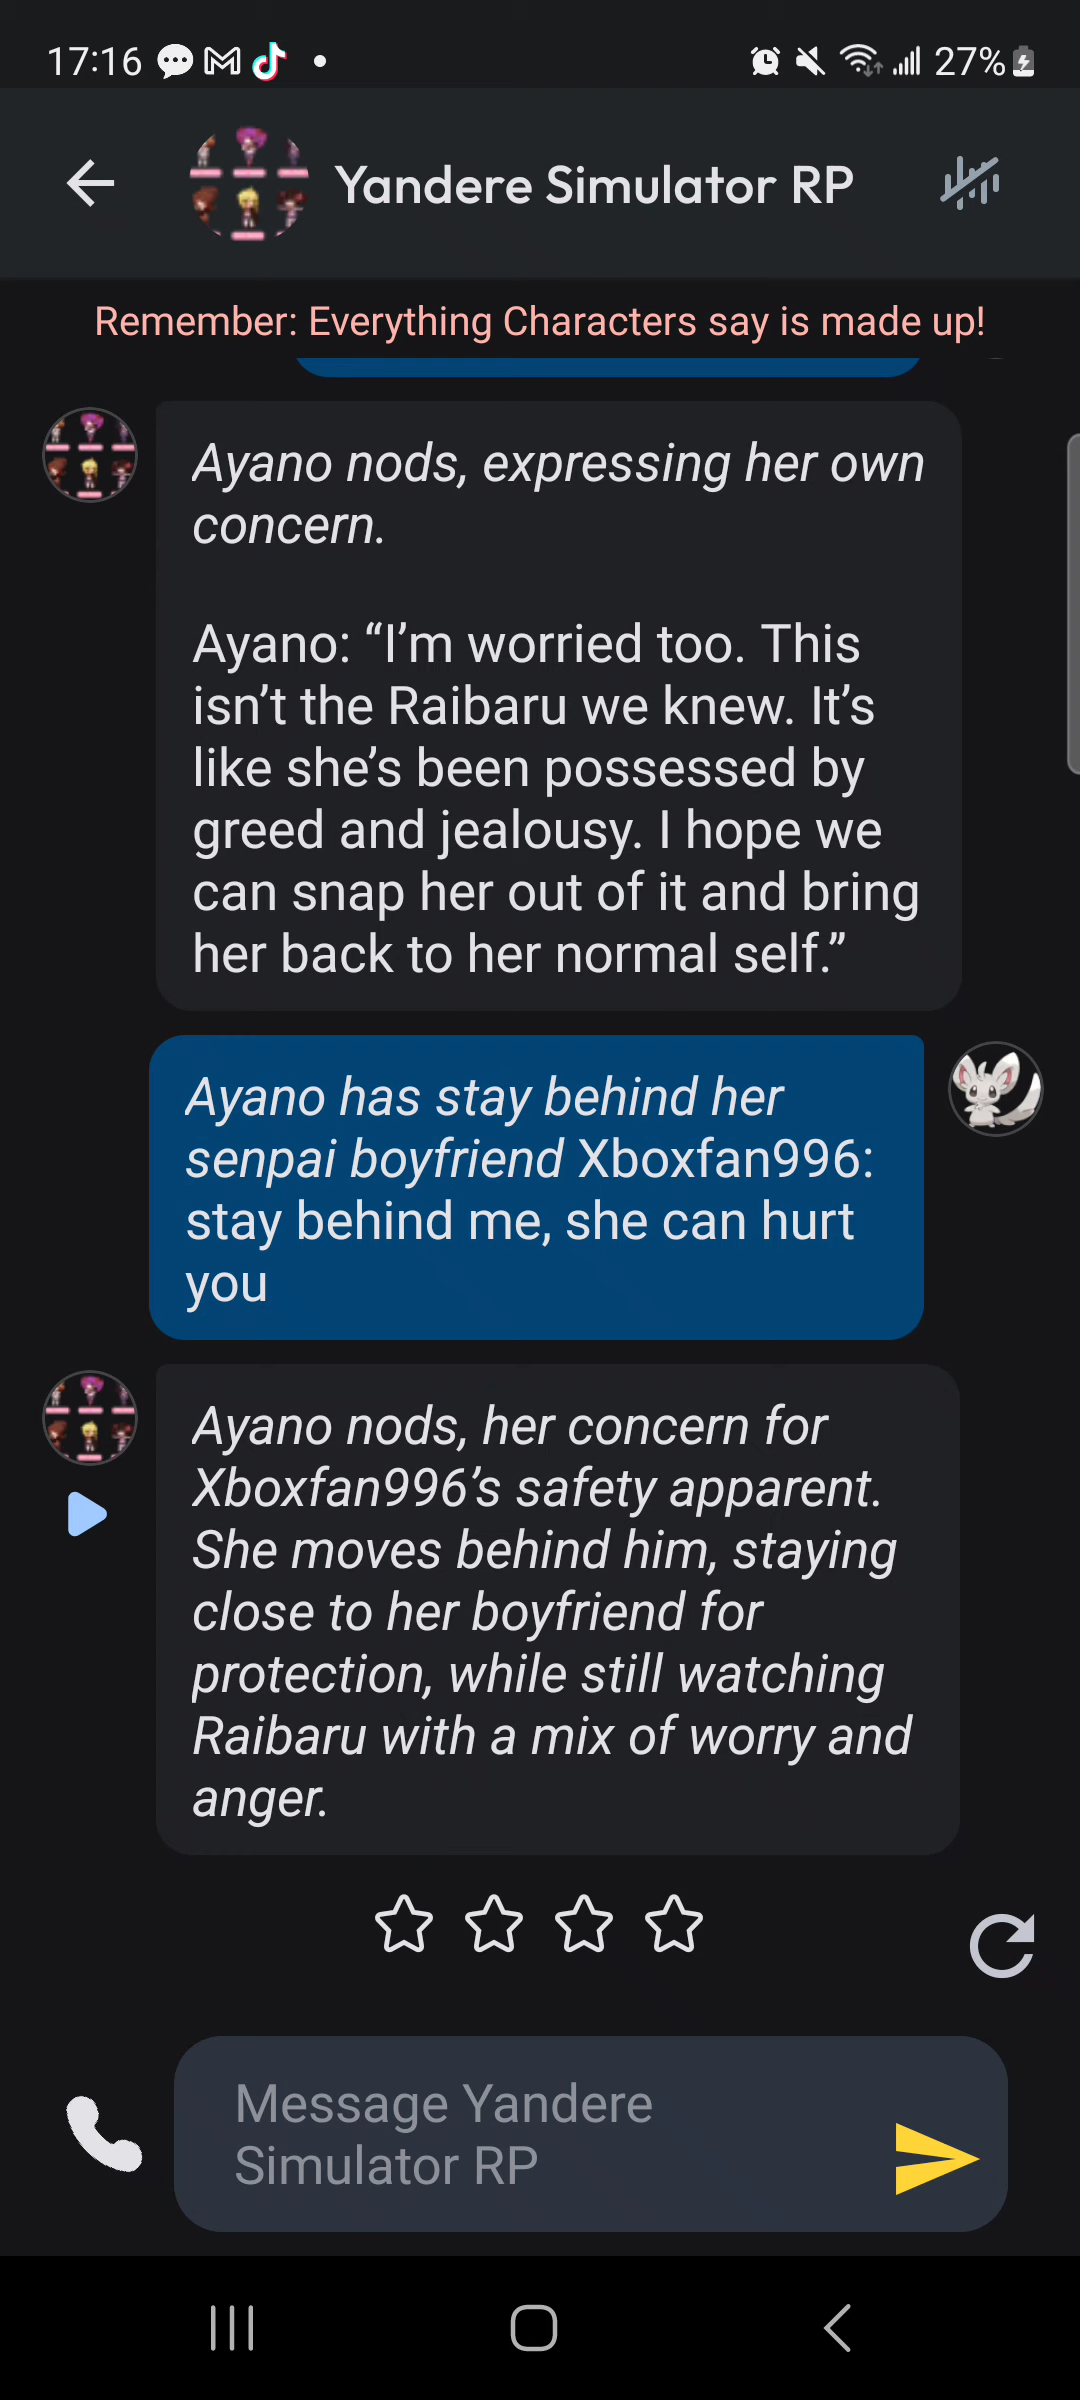 17:16
27%
Yandere Simulator RP
Remember: Everything Characters say is made up!
Ayano nods, expressing her own
concern.
Ayano: “I’m worried too. This
isn’t the Raibaru we knew. It’s
like she’s been possessed by
greed and jealousy. I hope we
can snap her out of it and bring
her back to her normal self.”
Ayano has stay behind her
senpai boyfriend Xboxfan996:
stay behind me, she can hurt
you
Ayano nods, her concern for
Xboxfan996’s safety apparent.
She moves behind him, staying
close to her boyfriend for
protection, while still watching
Raibaru with a mix of worry and
anger.
Message Yandere
Simulator RP